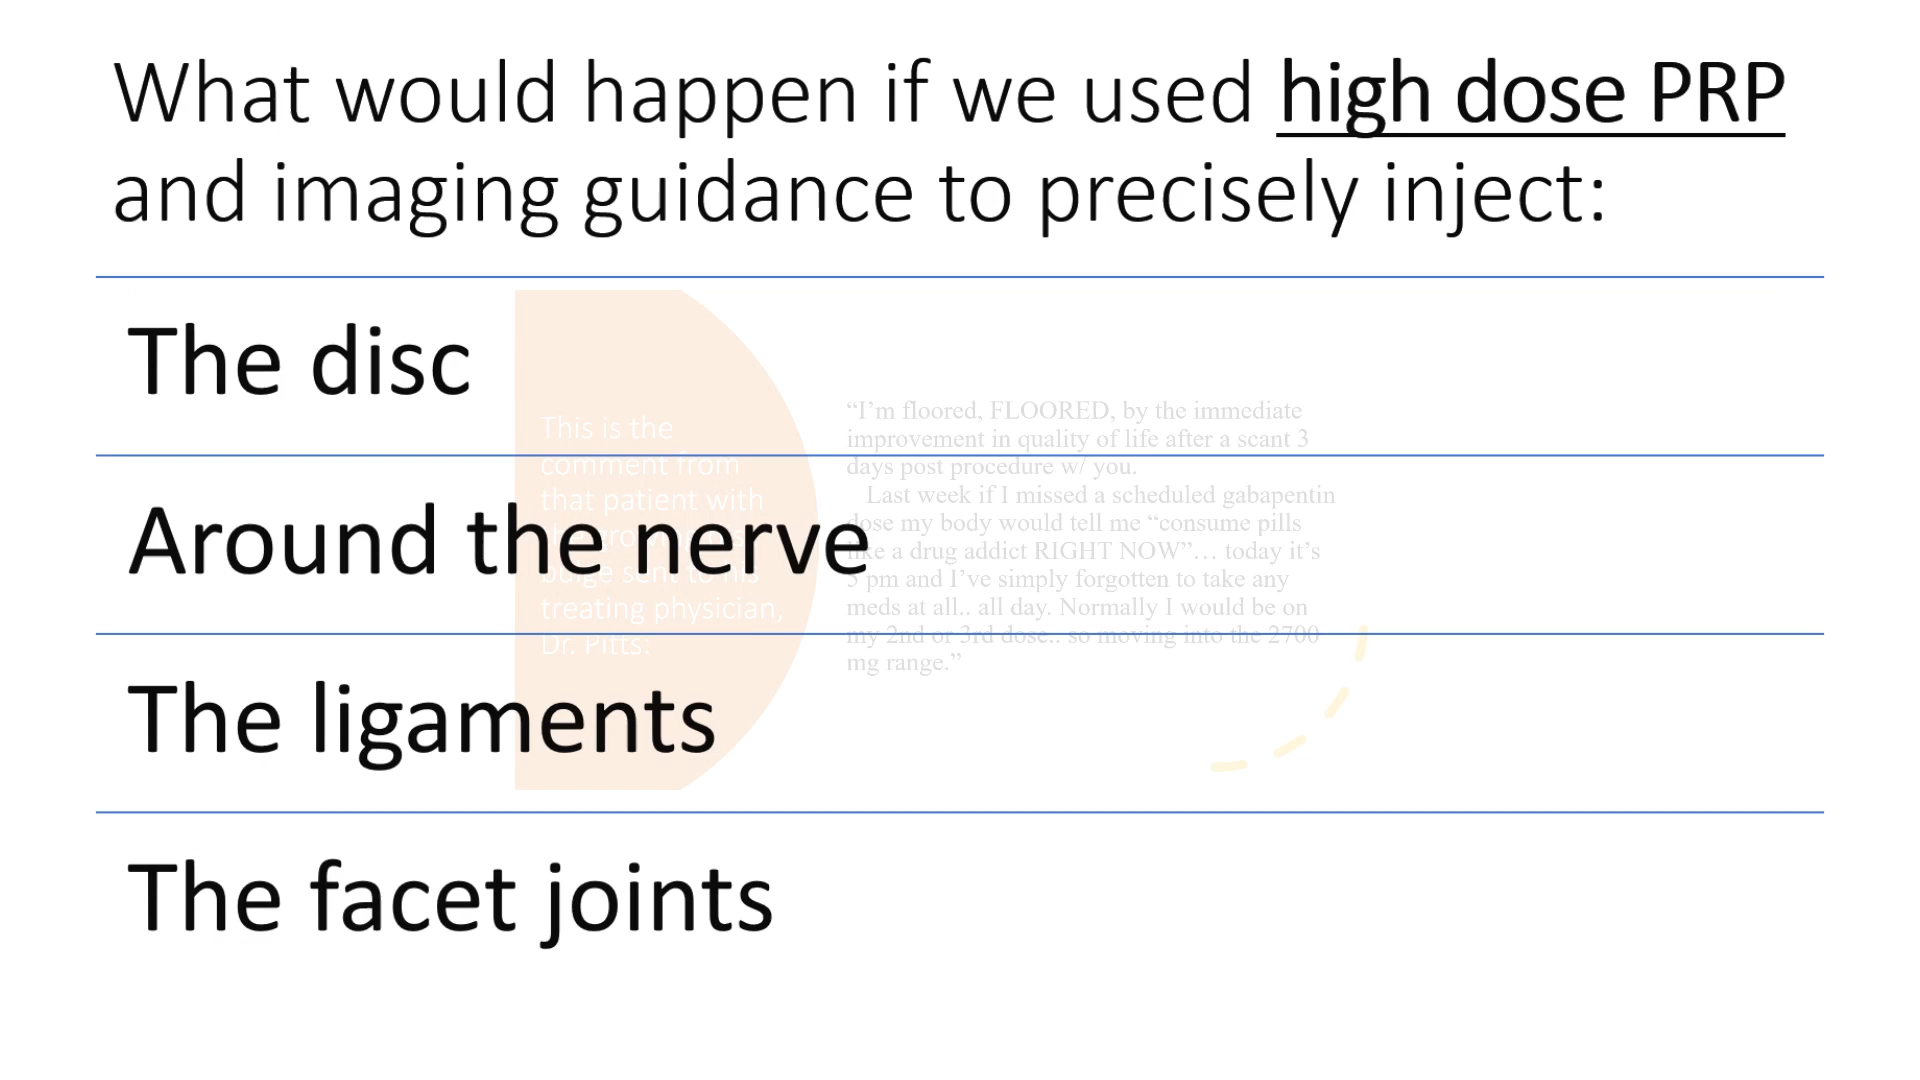 What would happen if we used high dose PRP
and imaging guidance to precisely inject:
The disc
Around the nerve
The ligaments
The facet joints
This is the
comment from
that patient with
bulge sent to his
treating physician,
Dr. Pitts:
“I’m floored, FLOORED, by the immediate
improvement in quality of life after a scant 3
days post procedure w/ you.
Last week if I missed a scheduled gabapentin
dose my body would tell me “consume pills
like a drug addict RIGHT NOW”… today it’s
5 pm and I’ve simply forgotten to take any
meds at all.. all day. Normally I would be on
my 2nd or 3rd dose.. so moving into the 2700
mg range.”